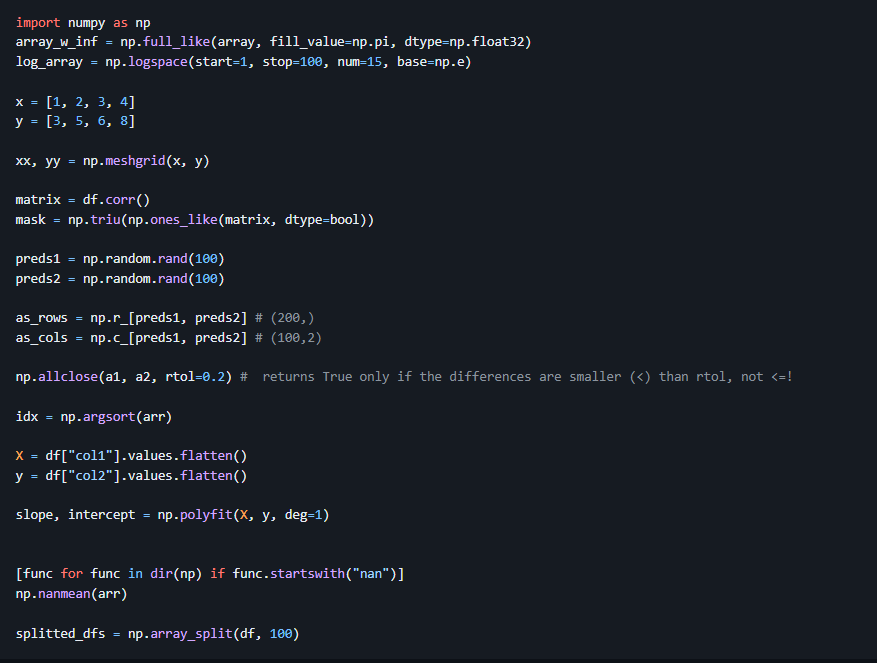 import numpy as np
array_w_inf = np.full_like(array, fill_value=np.pi, dtype=np.float32)
log_array = np.logspace(start=1, stop=100, num=15, base=np.e)
x = [1, 2, 3, 4]
y = [3, 5, 6, 8]
xx, yy = np.meshgrid(x, y)
matrix = df.corr()
mask = np.triu(np.ones_like(matrix, dtype=bool))
preds1 = np.random.rand(100)
preds2 = np.random.rand(100)
as_rows = np.r_[preds1, preds2] # (200,)
as_cols = np.c_[preds1, preds2] # (100,2)
np.allclose(a1, a2, rtol=0.2) #  returns True only if the differences are smaller (<) than rtol, not <=!
idx = np.argsort(arr)
X = df["col1"].values.flatten()
y = df["col2"].values.flatten()
slope, intercept = np.polyfit(X, y, deg=1)
[func for func in dir(np) if func.startswith("nan")]
np.nanmean(arr)
splitted_dfs = np.array_split(df, 100)